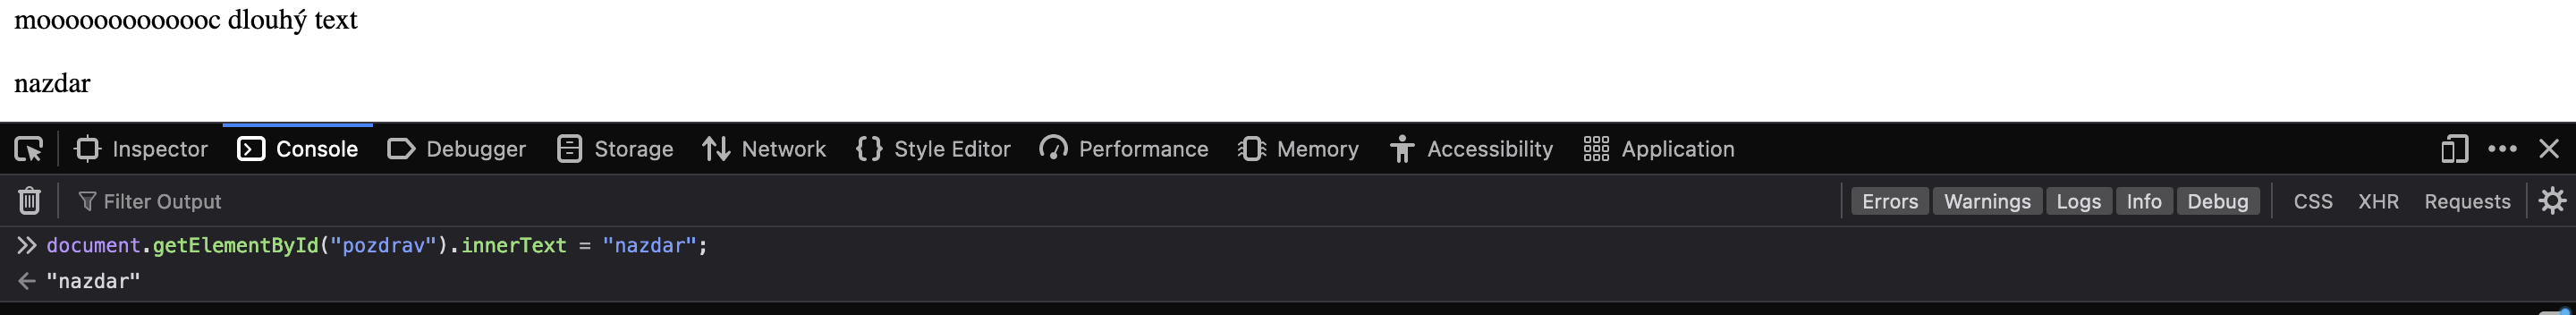 mooooooooooooc dlouhý text
nazdar
Inspector Console Debugger Storage Network Style Editor Performance Memory Accessibility Application
Filter Output Errors Warnings Logs Info Debug CSS XHR Requests
document.getElementById("pozdrav").innerText = "nazdar";
"nazdar"